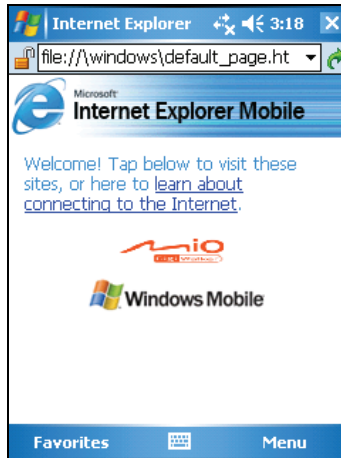 Internet Explorer 3:18
file://\windows\default_page.ht
Microsoft
Internet Explorer Mobile
Welcome! Tap below to visit these
sites, or here to learn about
connecting to the Internet.
mio
DigiWalker
Windows Mobile
Favorites Menu